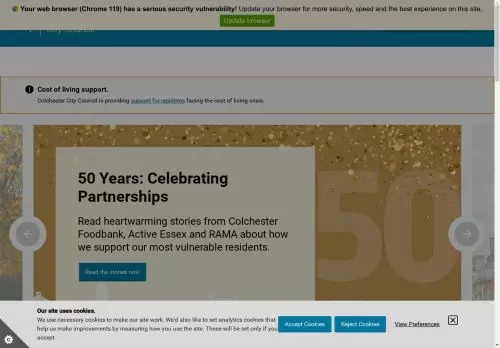 Your web browser (Chrome 119) has a serious security vulnerability! Update your browser for more security, speed and the best experience on this site.
Update browser
City Council
Cost of living support.
Colchester City Council is providing support for residents facing the cost of living crisis.
50 Years: Celebrating
Partnerships
50
Read heartwarming stories from Colchester
Foodbank, Active Essex and RAMA about how
we support our most vulnerable residents.
Read the stories now
Our site uses cookies.
We use necessary cookies to make our site work. We'd also like to set analytics cookies that
help us make improvements by measuring how you use the site. These will be set only if you
accept.
Accept Cookies
Reject Cookies
View Preferences